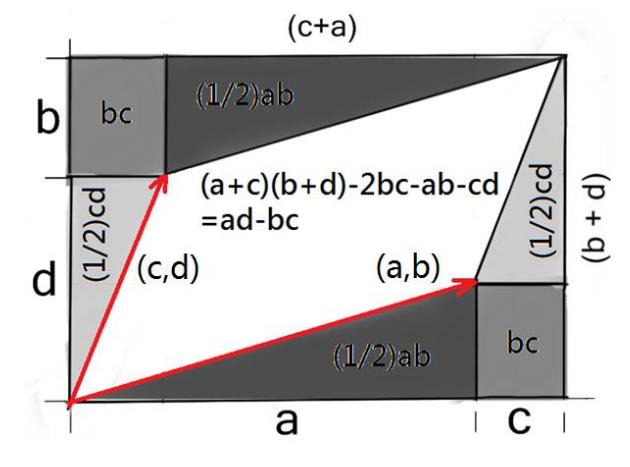 (c+a)
b
bc
(1/2)ab
(1/2)cd
(a+c)(b+d)-2bc-ab-cd
=ad-bc
(1/2)cd
(b + d)
d
(c,d)
(a,b)
(1/2)ab
bc
a
c